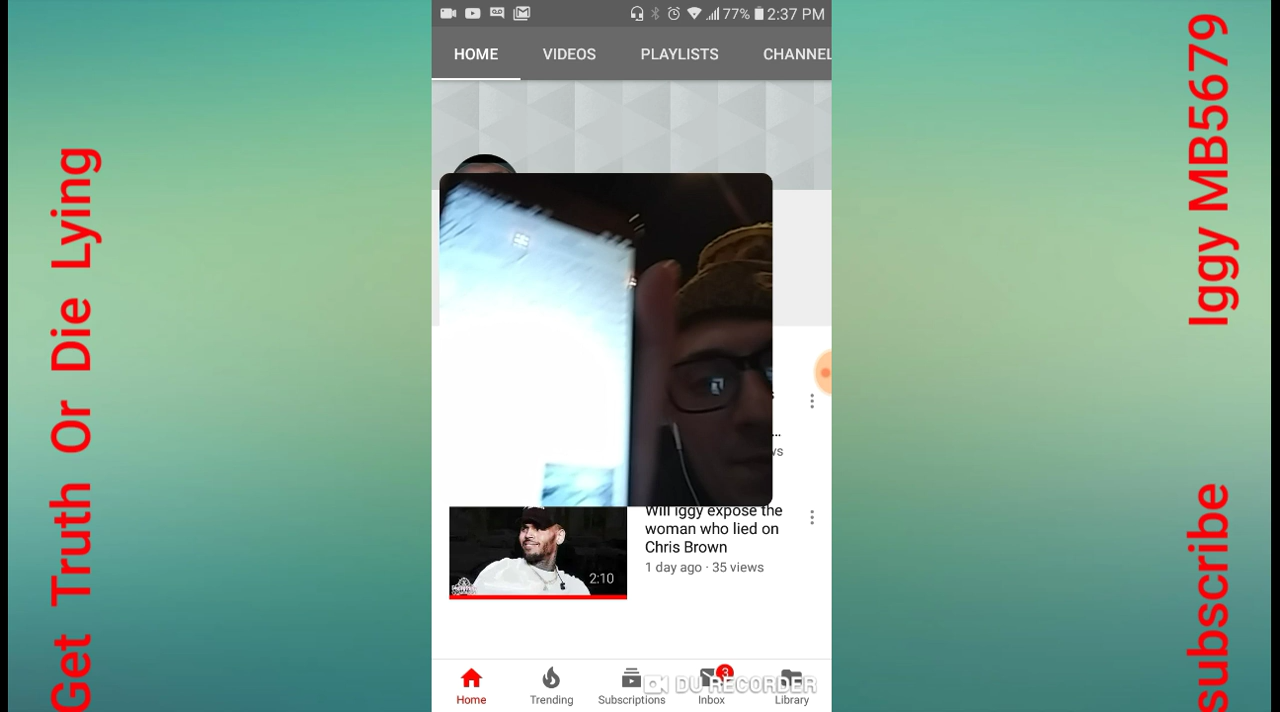 77% 2:37 PM
HOME VIDEOS PLAYLISTS CHANNEL
Get Truth Or Die Lying
Iggy MB5679
subscribe
...
Will iggy expose the
woman who lied on
Chris Brown
1 day ago · 35 views
2:10
3
Home Trending Subscriptions Inbox Library
DU RECORDER